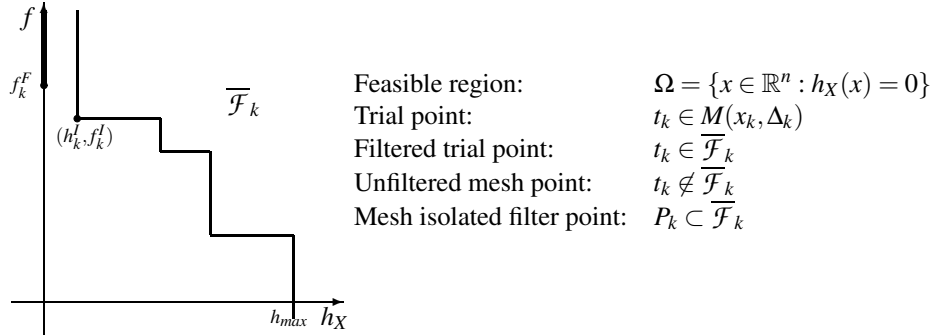 f
f_k^F
(h_k^I, f_k^I)
\overline{\mathcal{F}}_k
h_{max} h_X
Feasible region: Ω = {x ∈ ℝ^n : h_X(x) = 0}
Trial point: t_k ∈ M(x_k, Δ_k)
Filtered trial point: t_k ∈ \overline{\mathcal{F}}_k
Unfiltered mesh point: t_k ∉ \overline{\mathcal{F}}_k
Mesh isolated filter point: P_k ⊂ \overline{\mathcal{F}}_k